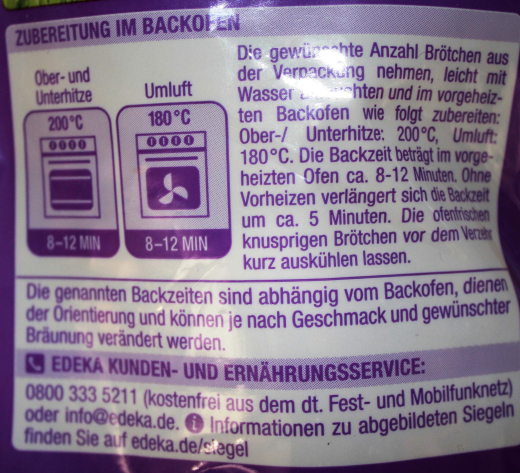 ZUBEREITUNG IM BACKOFEN
Ober- und
Unterhitze
200°C
8–12 MIN
Umluft
180°C
8–12 MIN
Die gewünschte Anzahl Brötchen aus
der Verpackung nehmen, leicht mit
Wasser und im vorgeheiz-
ten Backofen wie folgt zubereiten:
Ober-/ Unterhitze: 200°C, Umluft:
180°C. Die Backzeit beträgt im vorge-
heizten Ofen ca. 8-12 Minuten. Ohne
Vorheizen verlängert sich die Backzeit
um ca. 5 Minuten. Die ofenfrischen
knusprigen Brötchen vor dem Verzehr
kurz auskühlen lassen.
Die genannten Backzeiten sind abhängig vom Backofen, dienen
der Orientierung und können je nach Geschmack und gewünschter
Bräunung verändert werden.
EDEKA KUNDEN- UND ERNÄHRUNGSSERVICE:
0800 333 5211 (kostenfrei aus dem dt. Fest- und Mobilfunknetz)
oder info@edeka.de. i Informationen zu abgebildeten Siegeln
finden Sie auf edeka.de/siegel